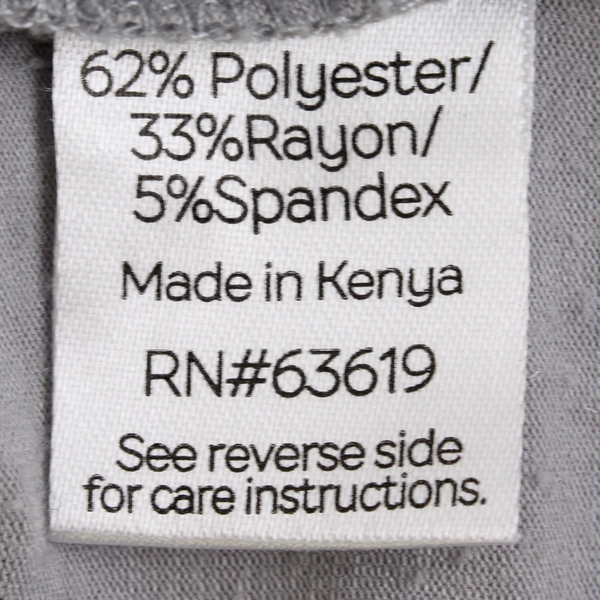 62% Polyester/
33%Rayon/
5%Spandex
Made in Kenya
RN#63619
See reverse side
for care instructions.